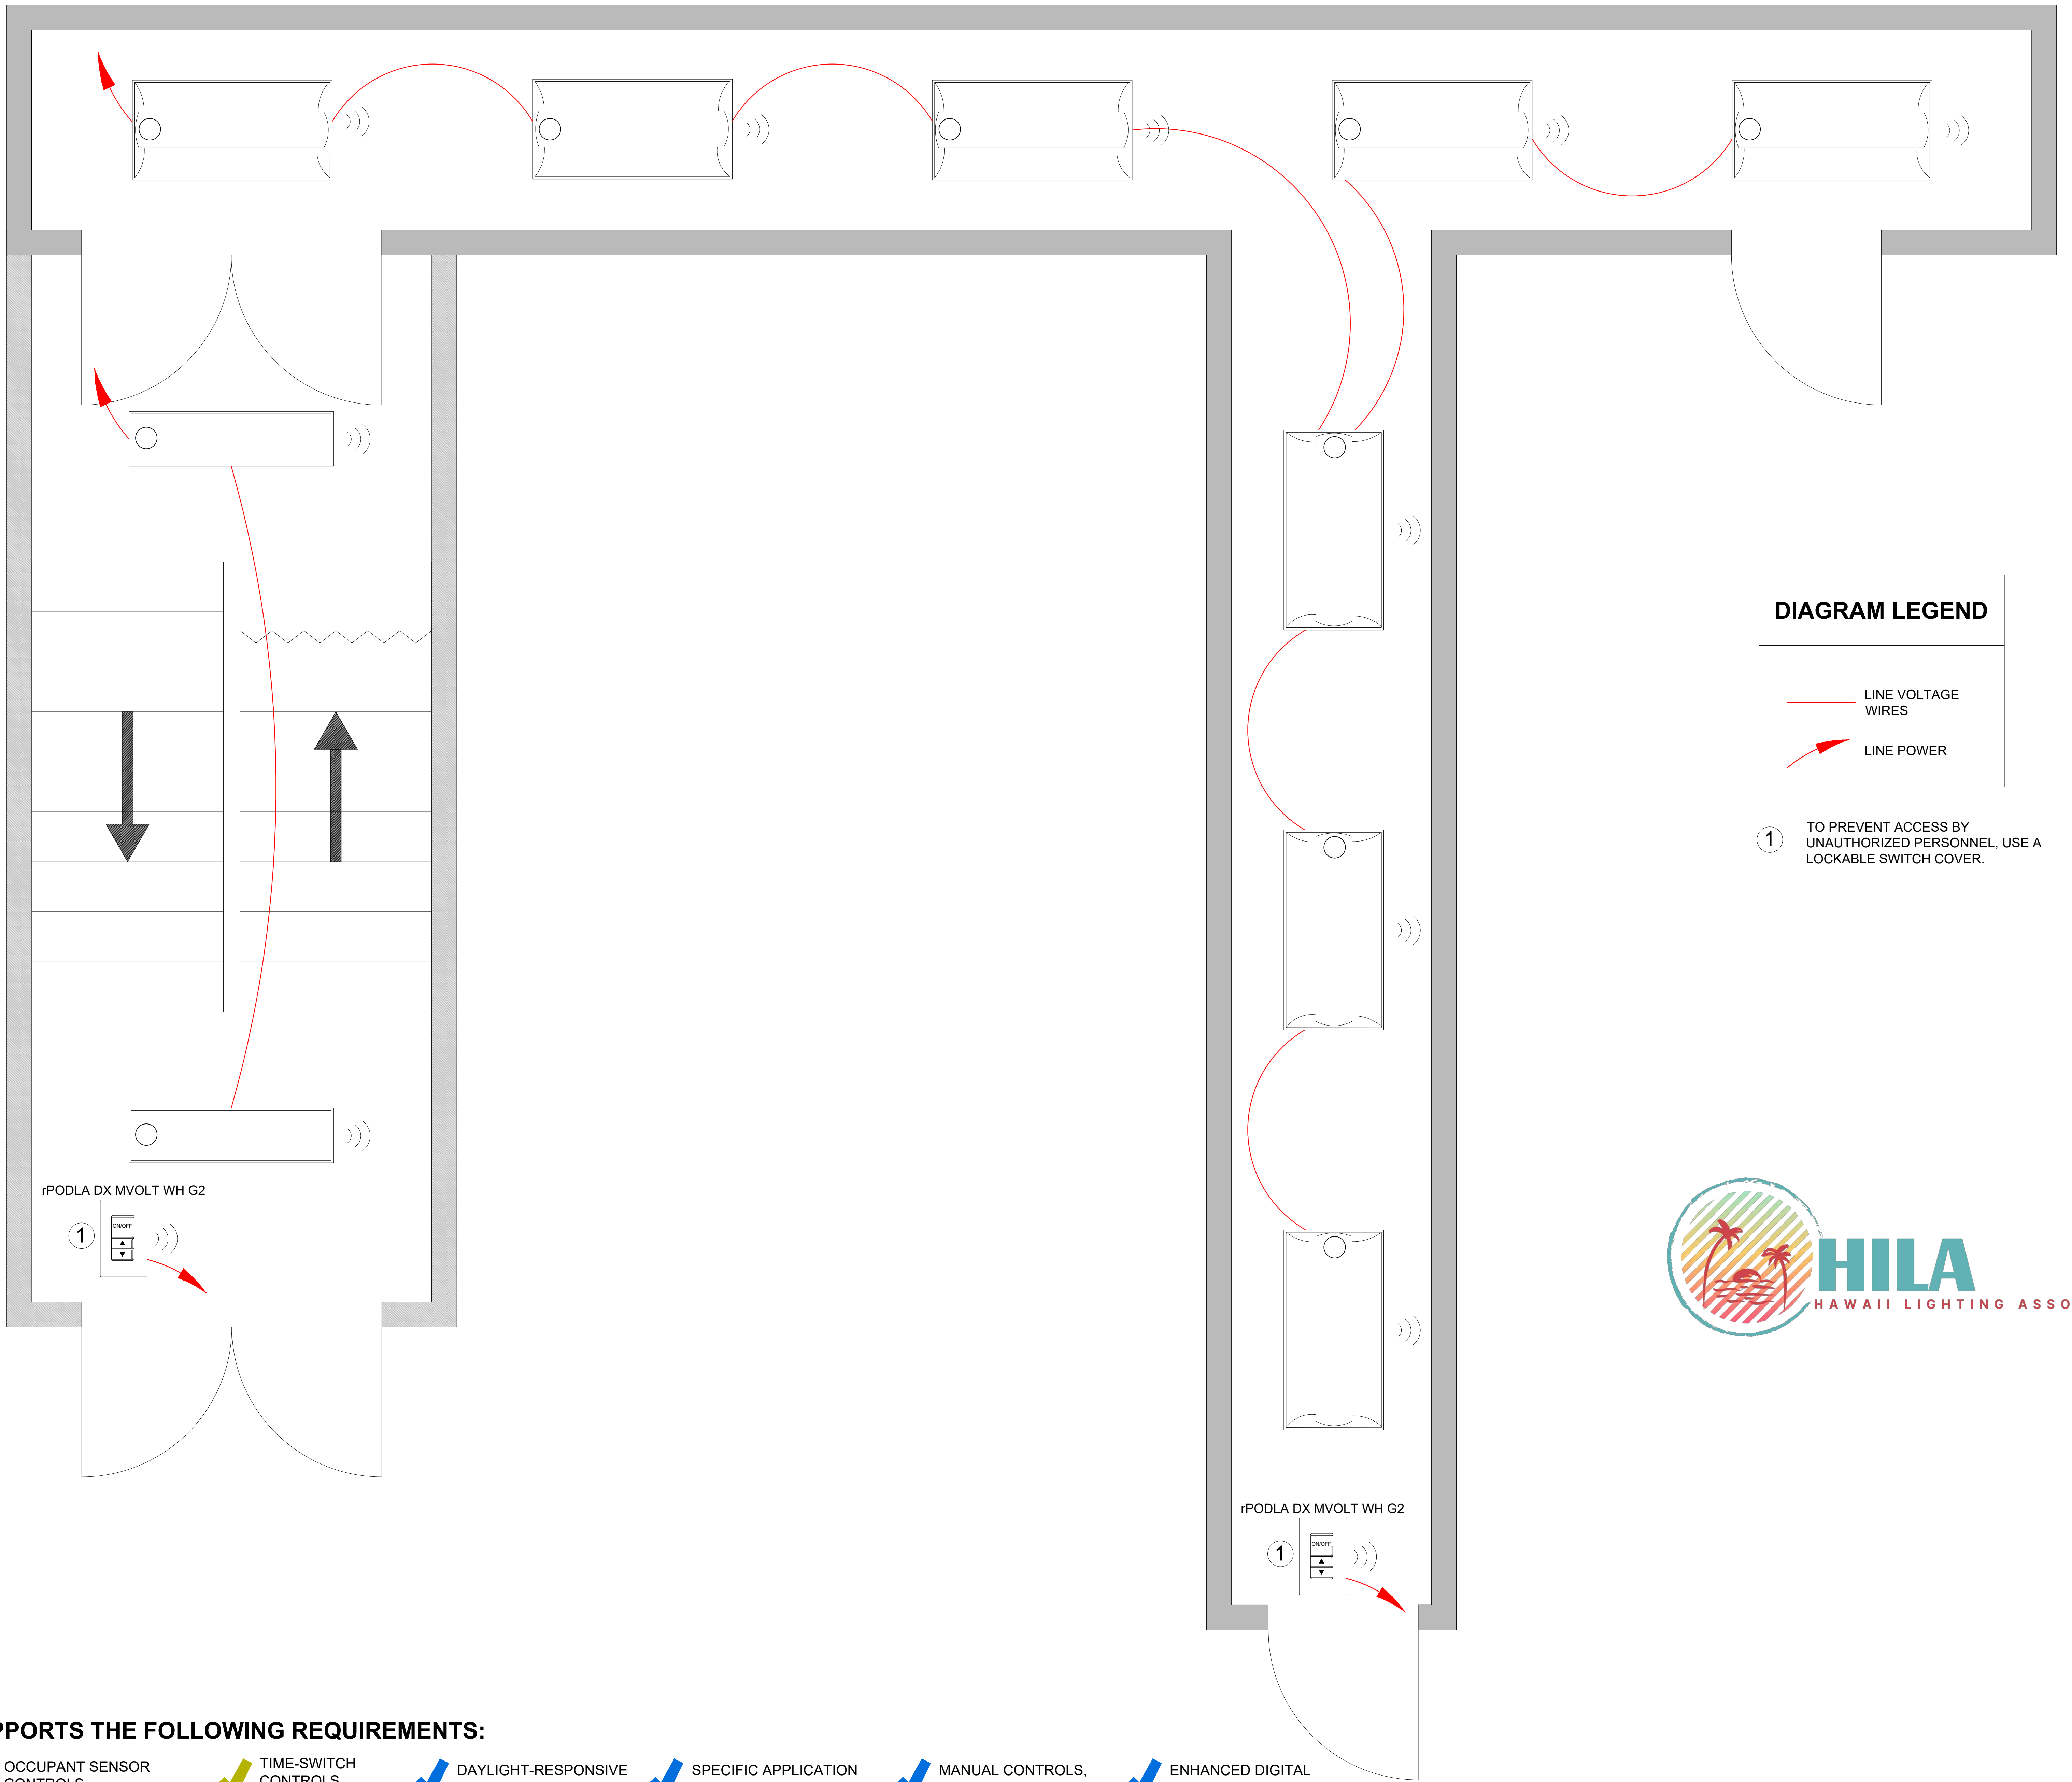 DIAGRAM LEGEND
LINE VOLTAGE
WIRES
LINE POWER
1
TO PREVENT ACCESS BY
UNAUTHORIZED PERSONNEL, USE A
LOCKABLE SWITCH COVER.
rPODLA DX MVOLT WH G2
1
ON/OFF
HILA
HAWAII LIGHTING ASSO
rPODLA DX MVOLT WH G2
1
ON/OFF
PPORTS THE FOLLOWING REQUIREMENTS:
OCCUPANT SENSOR
CONTROLS
TIME-SWITCH
CONTROLS
DAYLIGHT-RESPONSIVE
SPECIFIC APPLICATION
MANUAL CONTROLS,
ENHANCED DIGITAL